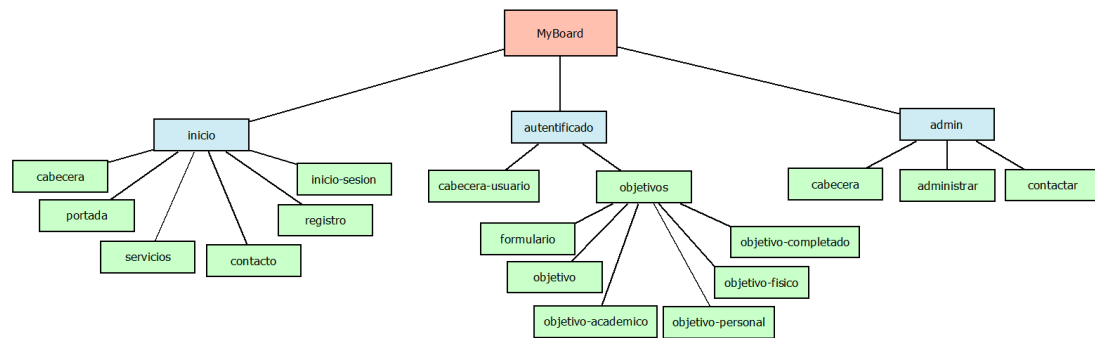 MyBoard
inicio
autentificado
admin
cabecera
portada
servicios
contacto
registro
inicio-sesion
cabecera-usuario
objetivos
formulario
objetivo
objetivo-academico
objetivo-personal
objetivo-fisico
objetivo-completado
cabecera
administrar
contactar